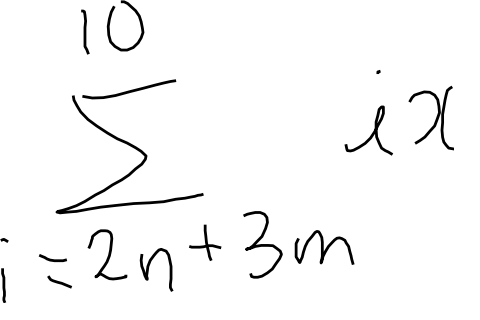 10
∑ ix
i = 2n + 3m